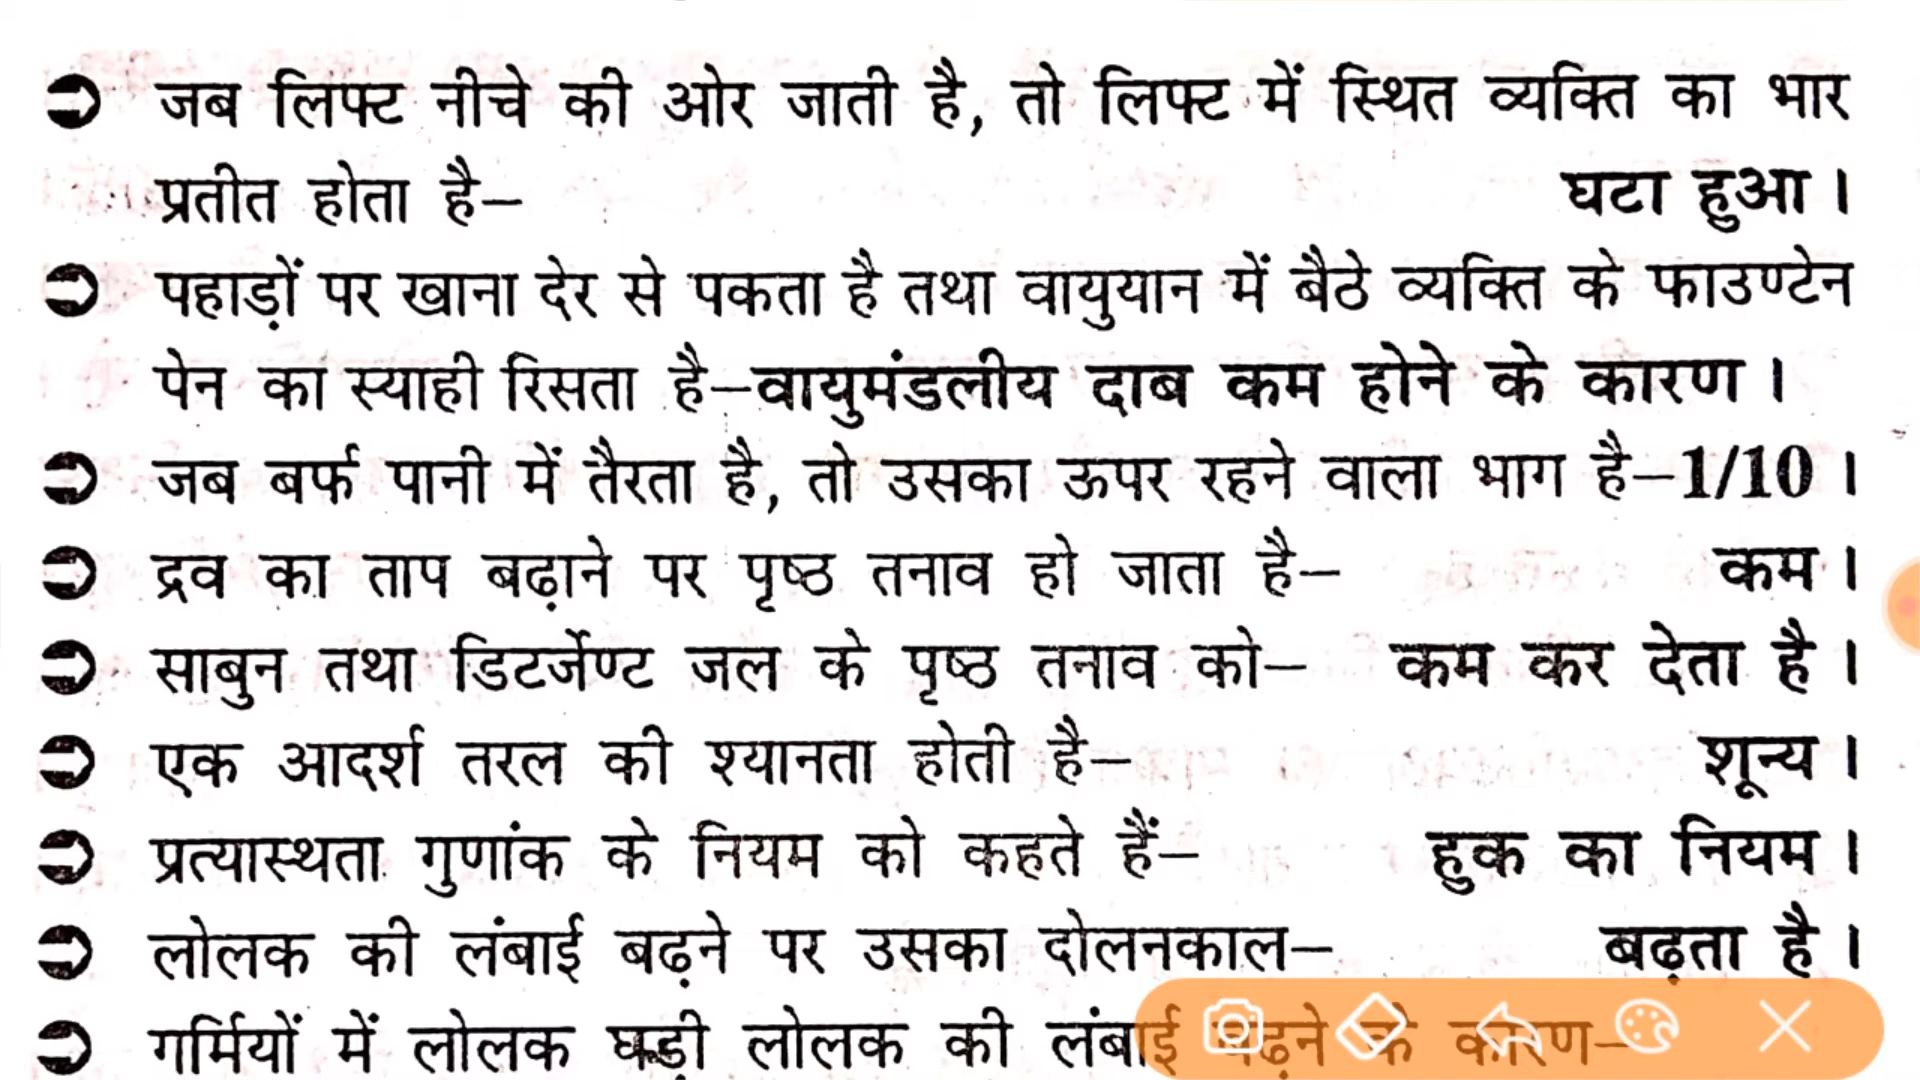 जब लिफ्ट नीचे की ओर जाती है, तो लिफ्ट में स्थित व्यक्ति का भार
प्रतीत होता है– घटा हुआ।
पहाड़ों पर खाना देर से पकता है तथा वायुयान में बैठे व्यक्ति के फाउण्टेन
पेन का स्याही रिसता है–वायुमंडलीय दाब कम होने के कारण।
जब बर्फ पानी में तैरता है, तो उसका ऊपर रहने वाला भाग है–1/10।
द्रव का ताप बढ़ाने पर पृष्ठ तनाव हो जाता है– कम।
साबुन तथा डिटर्जेण्ट जल के पृष्ठ तनाव को– कम कर देता है।
एक आदर्श तरल की श्यानता होती है– शून्य।
प्रत्यास्थता गुणांक के नियम को कहते हैं– हुक का नियम।
लोलक की लंबाई बढ़ने पर उसका दोलनकाल– बढ़ता है।
गर्मियों में लोलक घड़ी लोलक की लंबाई बढ़ने के कारण–